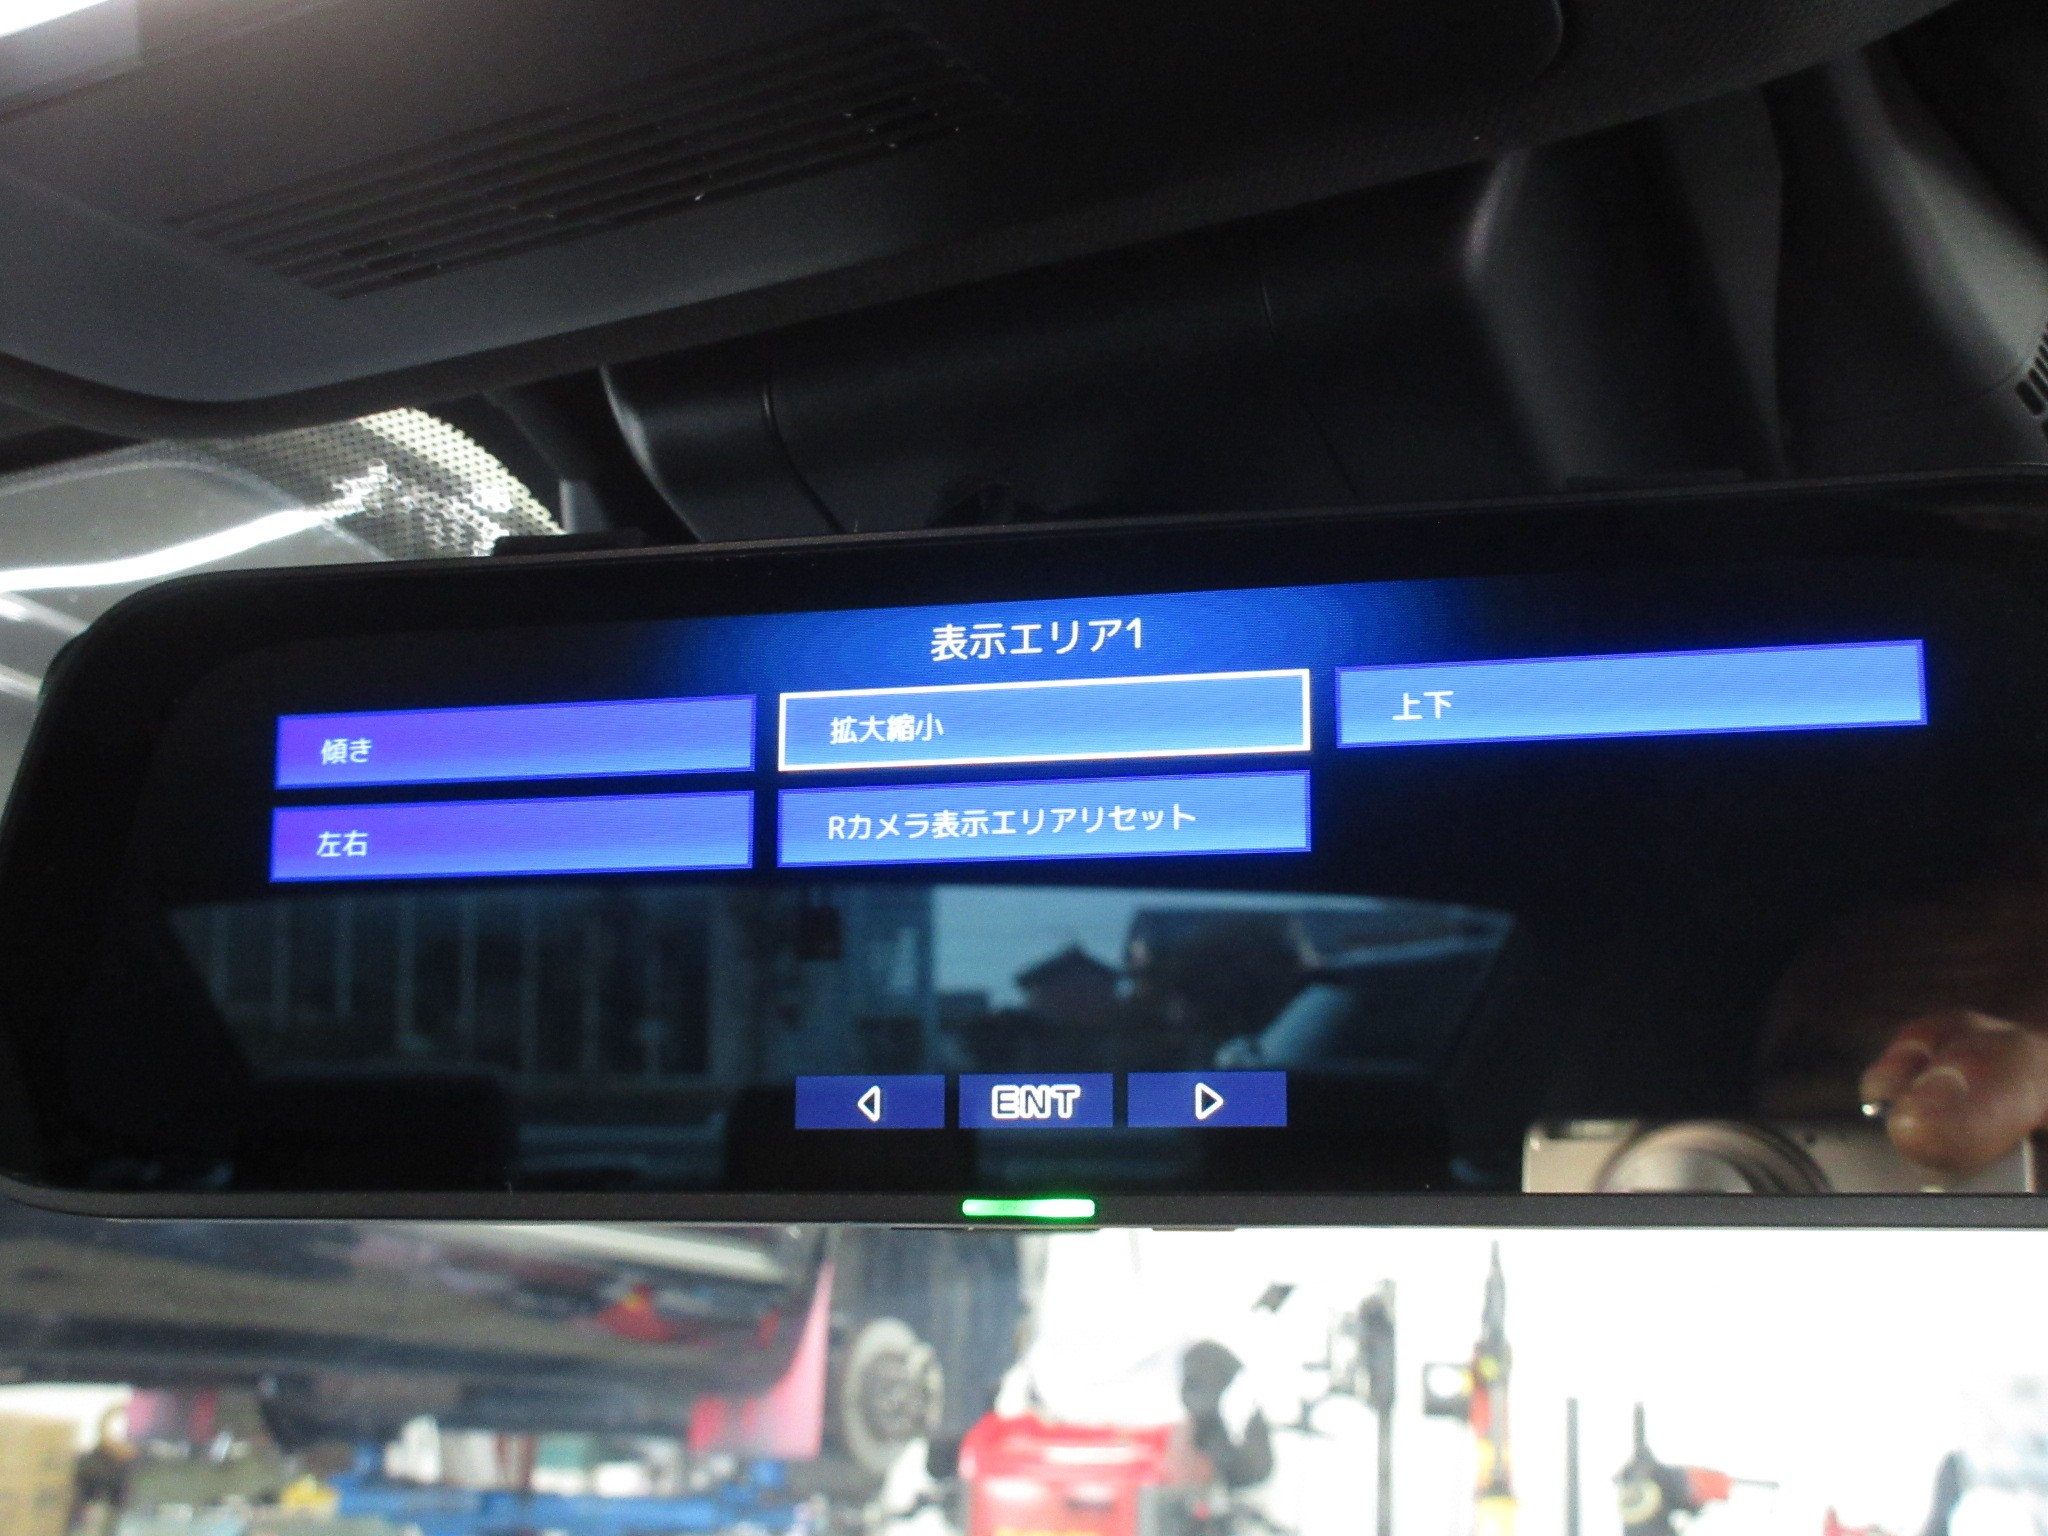 表示エリア1
傾き
拡大縮小
上下
左右
Rカメラ表示エリアリセット
ENT